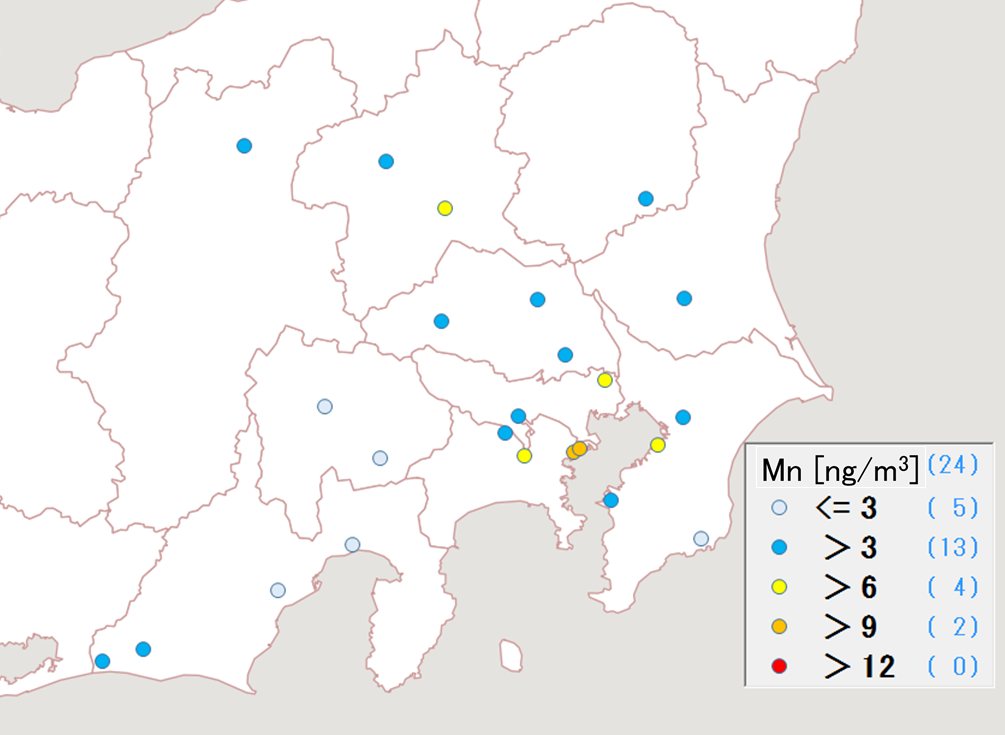 Mn [ng/m³] (24)
<= 3 ( 5)
> 3 (13)
> 6 ( 4)
> 9 ( 2)
> 12 ( 0)